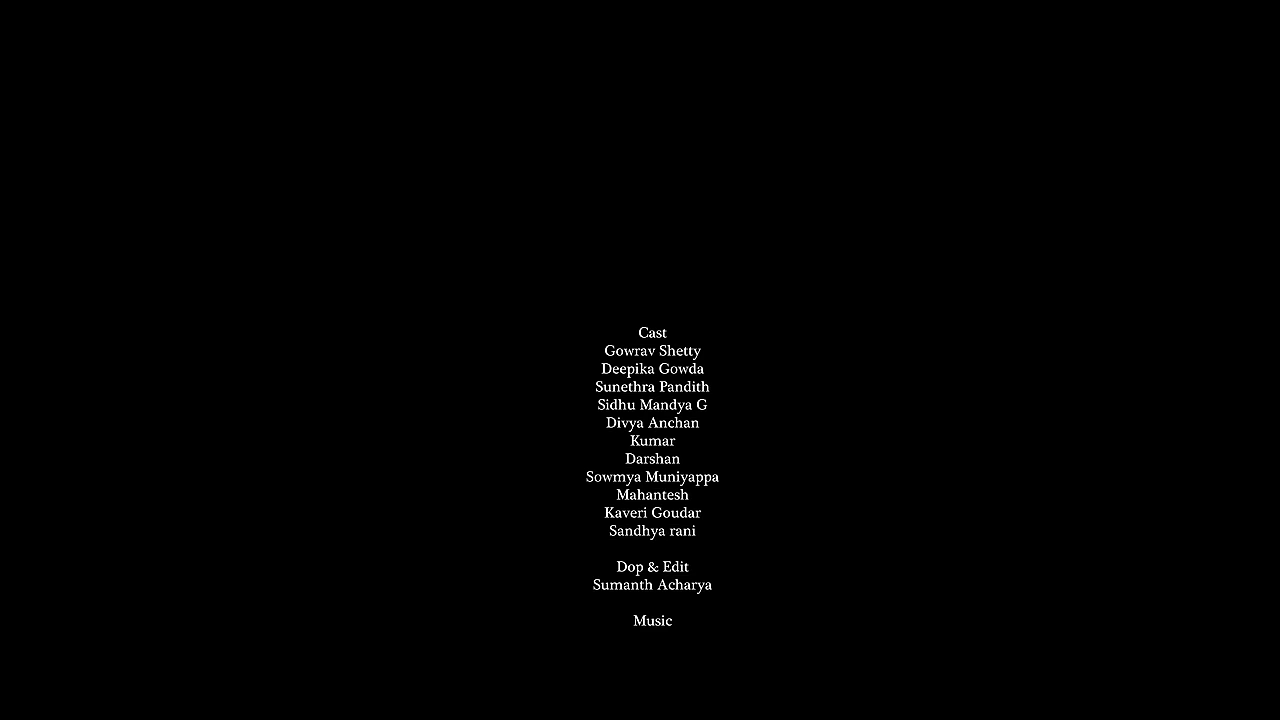 Cast
Gowrav Shetty
Deepika Gowda
Sunethra Pandith
Sidhu Mandya G
Divya Anchan
Kumar
Darshan
Sowmya Muniyappa
Mahantesh
Kaveri Goudar
Sandhya rani
Dop & Edit
Sumanth Acharya
Music